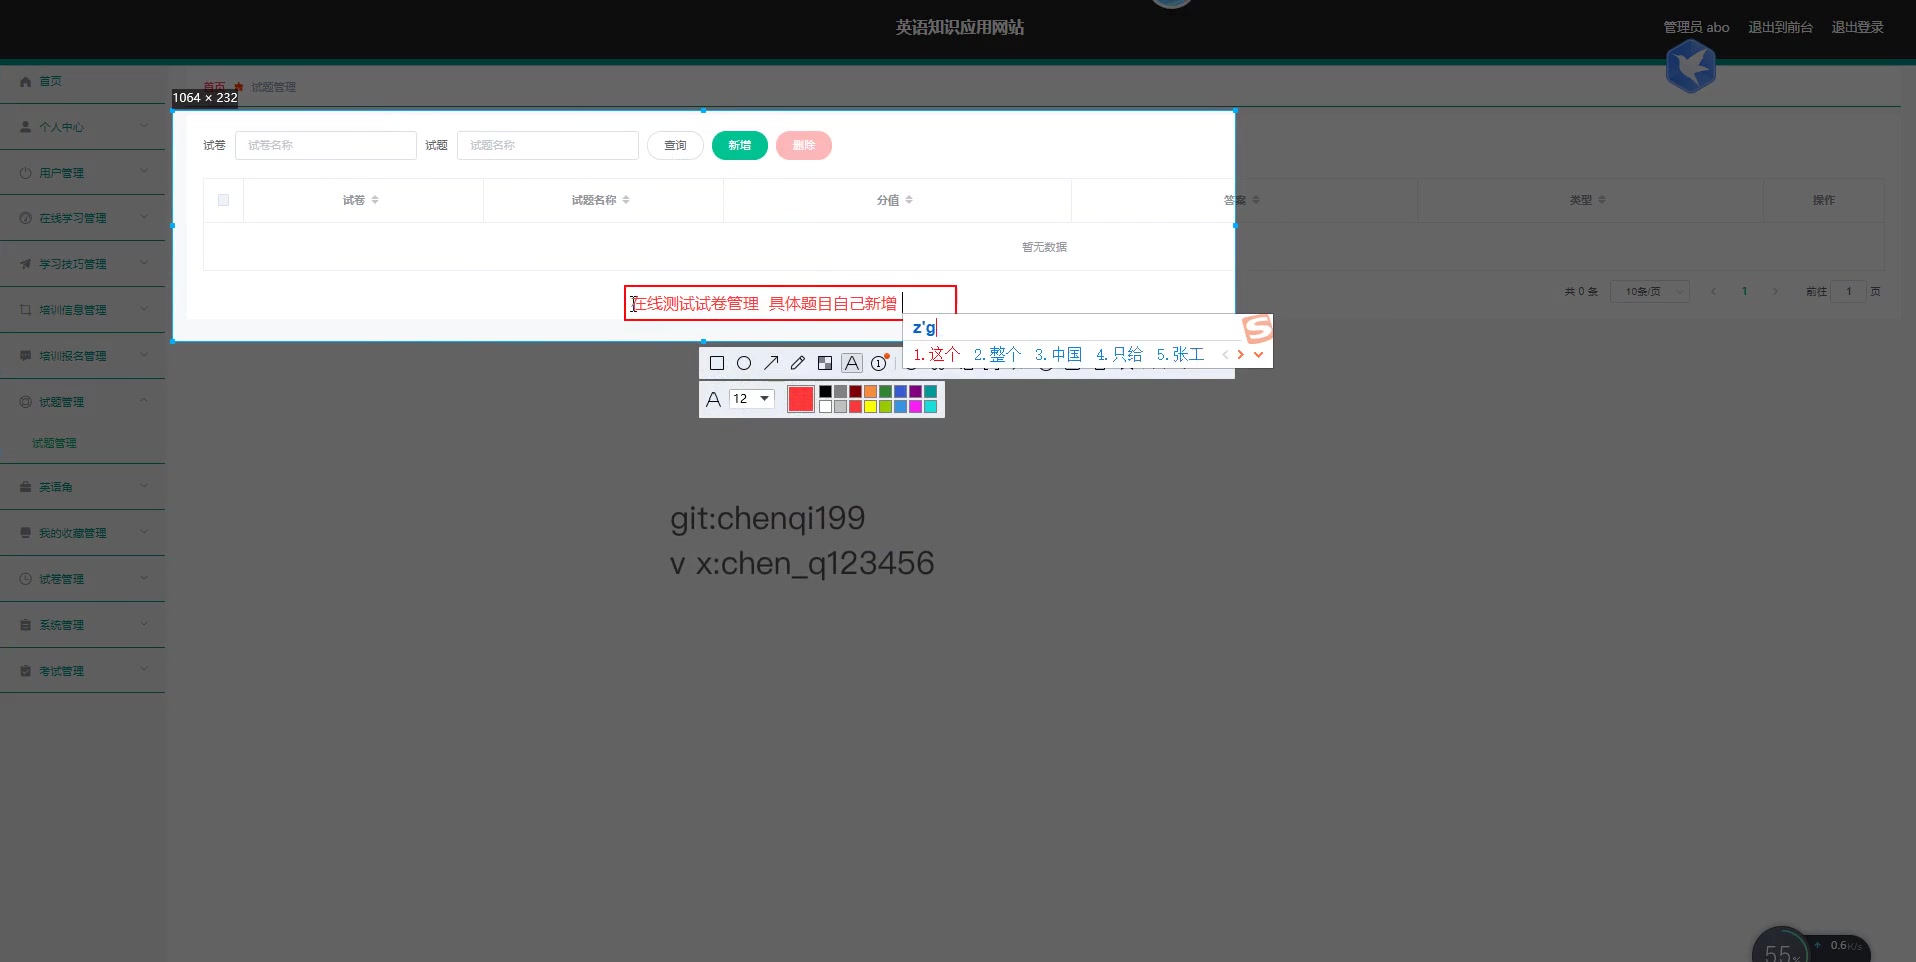 英语知识应用网站
管理员 abo 退出到前台 退出登录
首页
首页 试题管理
1064 × 232
个人中心
试卷 试卷名称 试题 试题名称 查询 新增 删除
用户管理
试卷 试题名称 分值 答案 类型 操作
在线学习管理
暂无数据
学习技巧管理
共 0 条 10条/页 1 前往 1 页
培训信息管理
在线测试试卷管理 具体题目自己新增
z'g
1.这个 2.整个 3.中国 4.只给 5.张工
培训报名管理
A 12
试题管理
试题管理
英语角
我的收藏管理
试卷管理
系统管理
考试管理
git:chenqi199
v x:chen_q123456
55% 0.6K/s